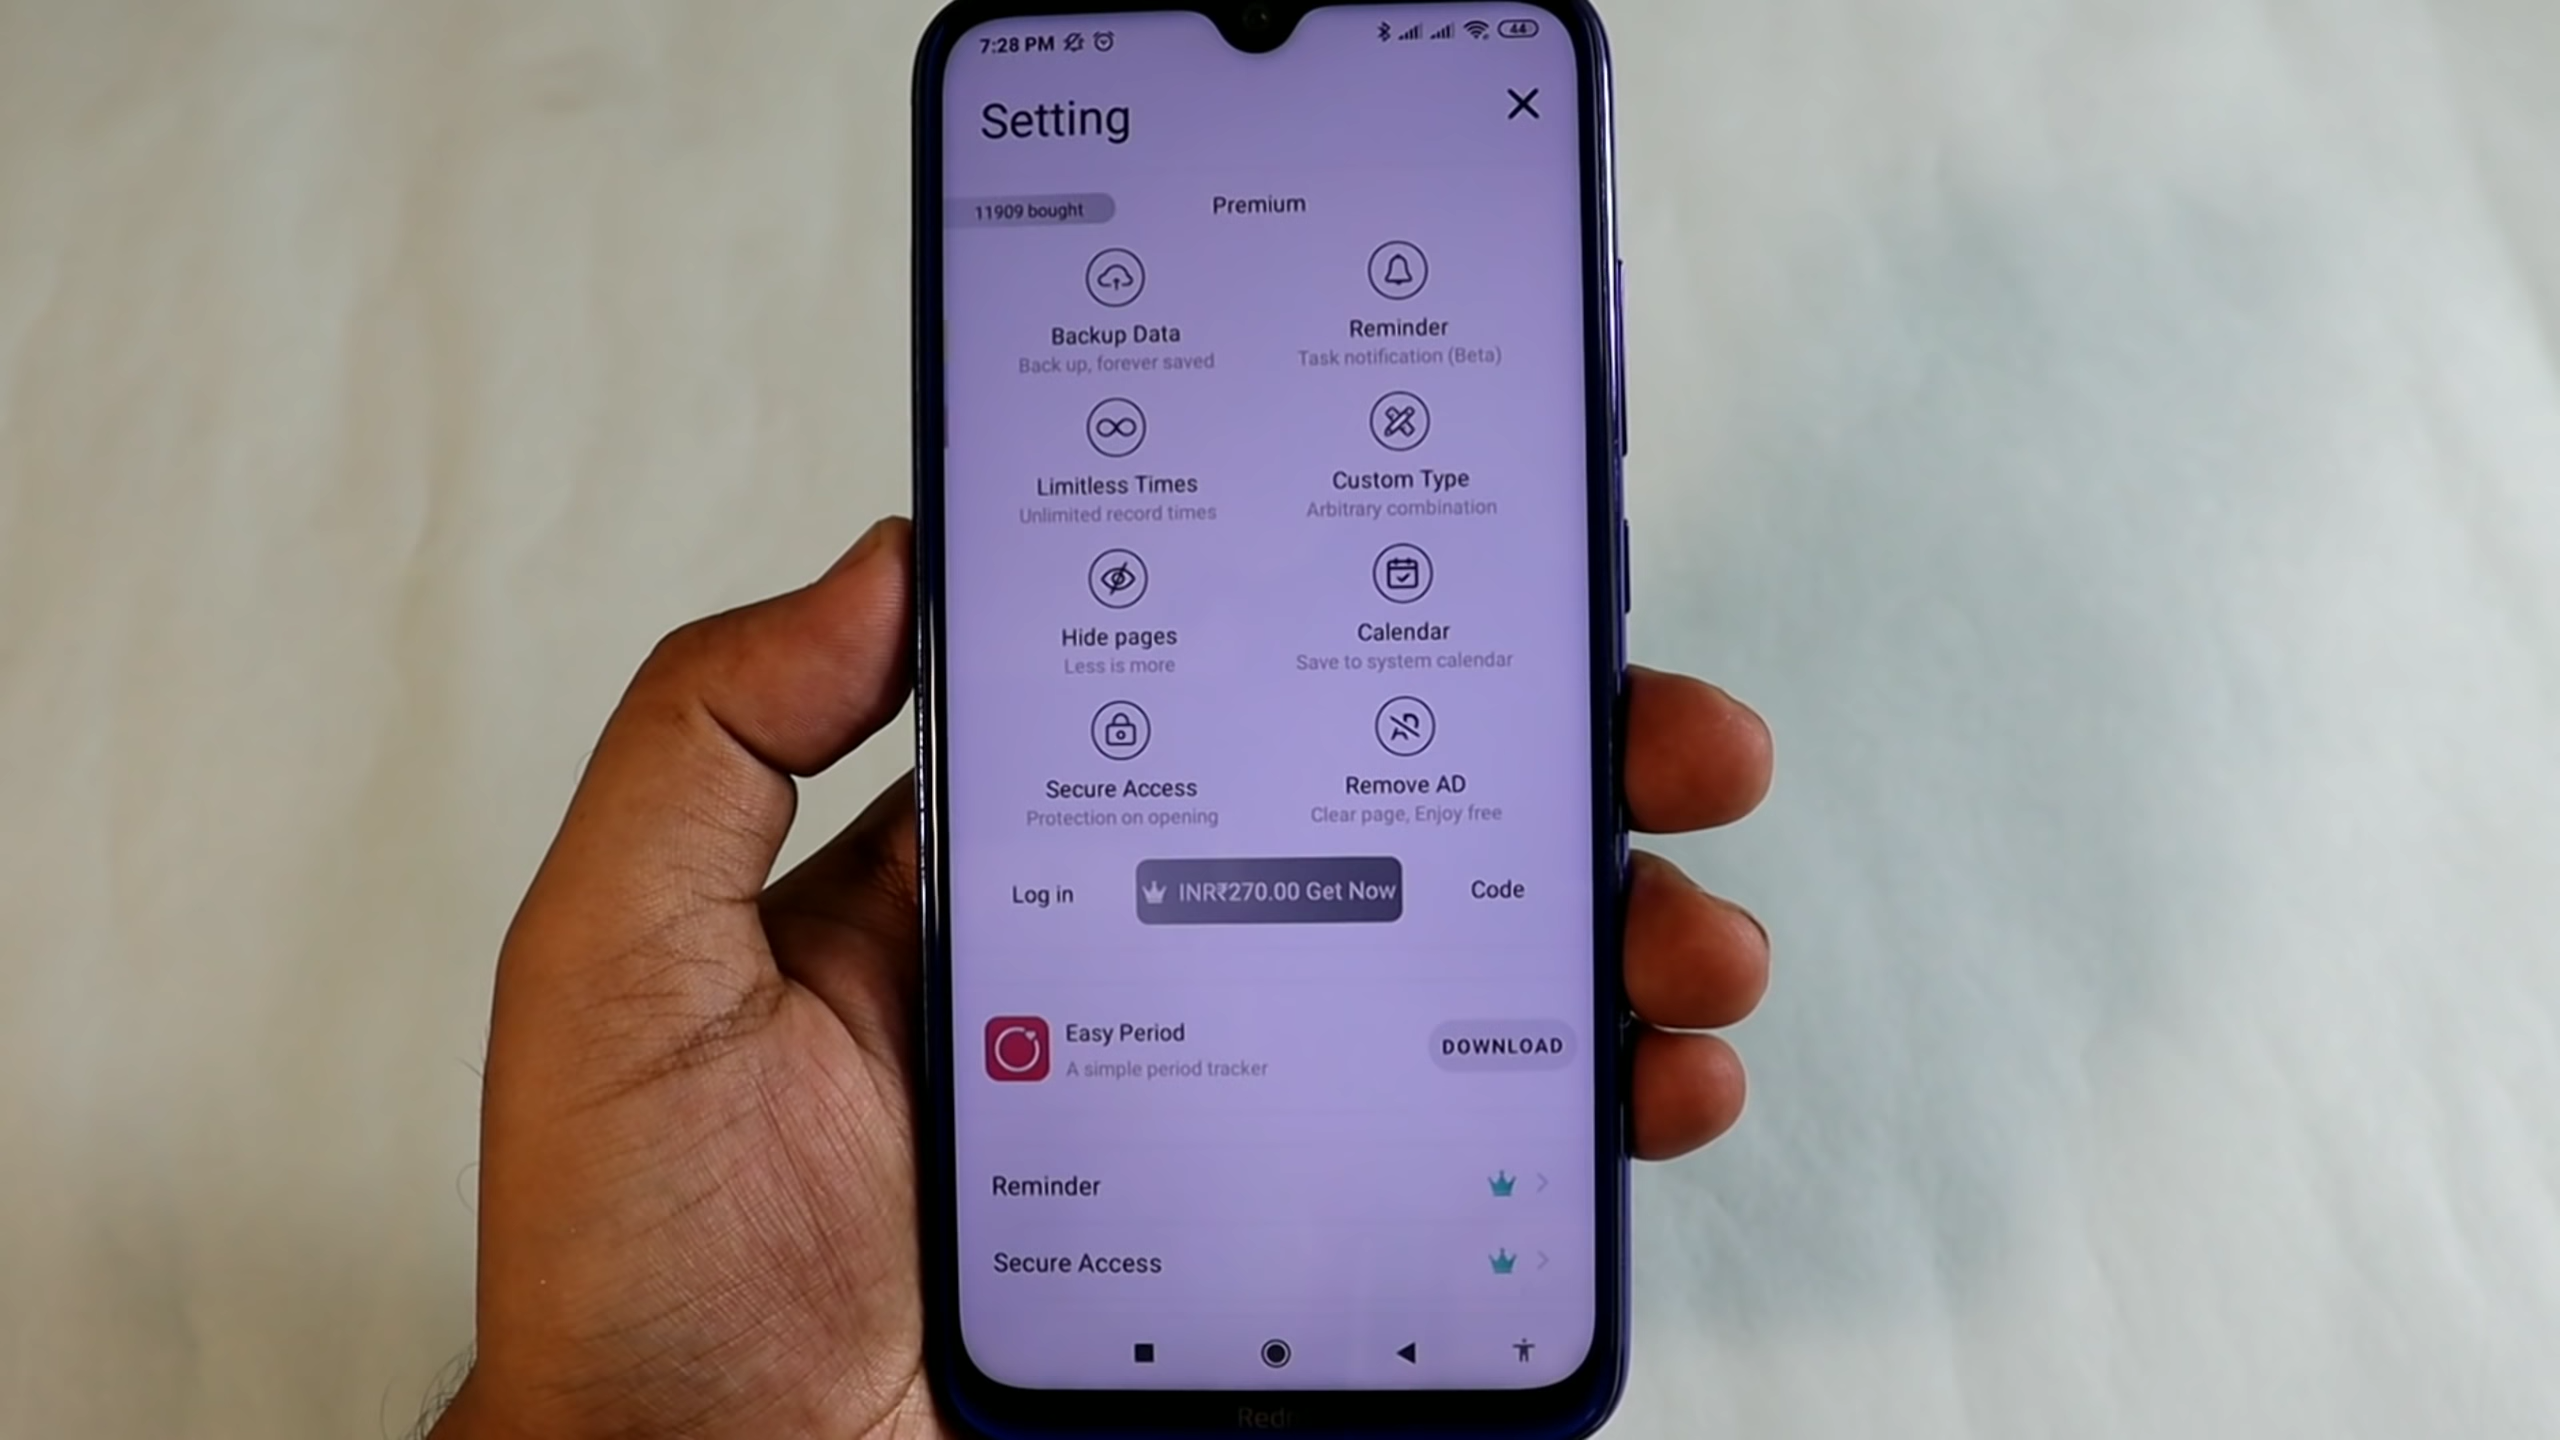 7:28 PM 44
Setting
11909 bought Premium
Backup Data Reminder
Back up, forever saved Task notification (Beta)
Limitless Times Custom Type
Unlimited record times Arbitrary combination
Hide pages Calendar
Less is more Save to system calendar
Secure Access Remove AD
Protection on opening Clear page, Enjoy free
Log in INR₹270.00 Get Now Code
Easy Period DOWNLOAD
A simple period tracker
Reminder
Secure Access